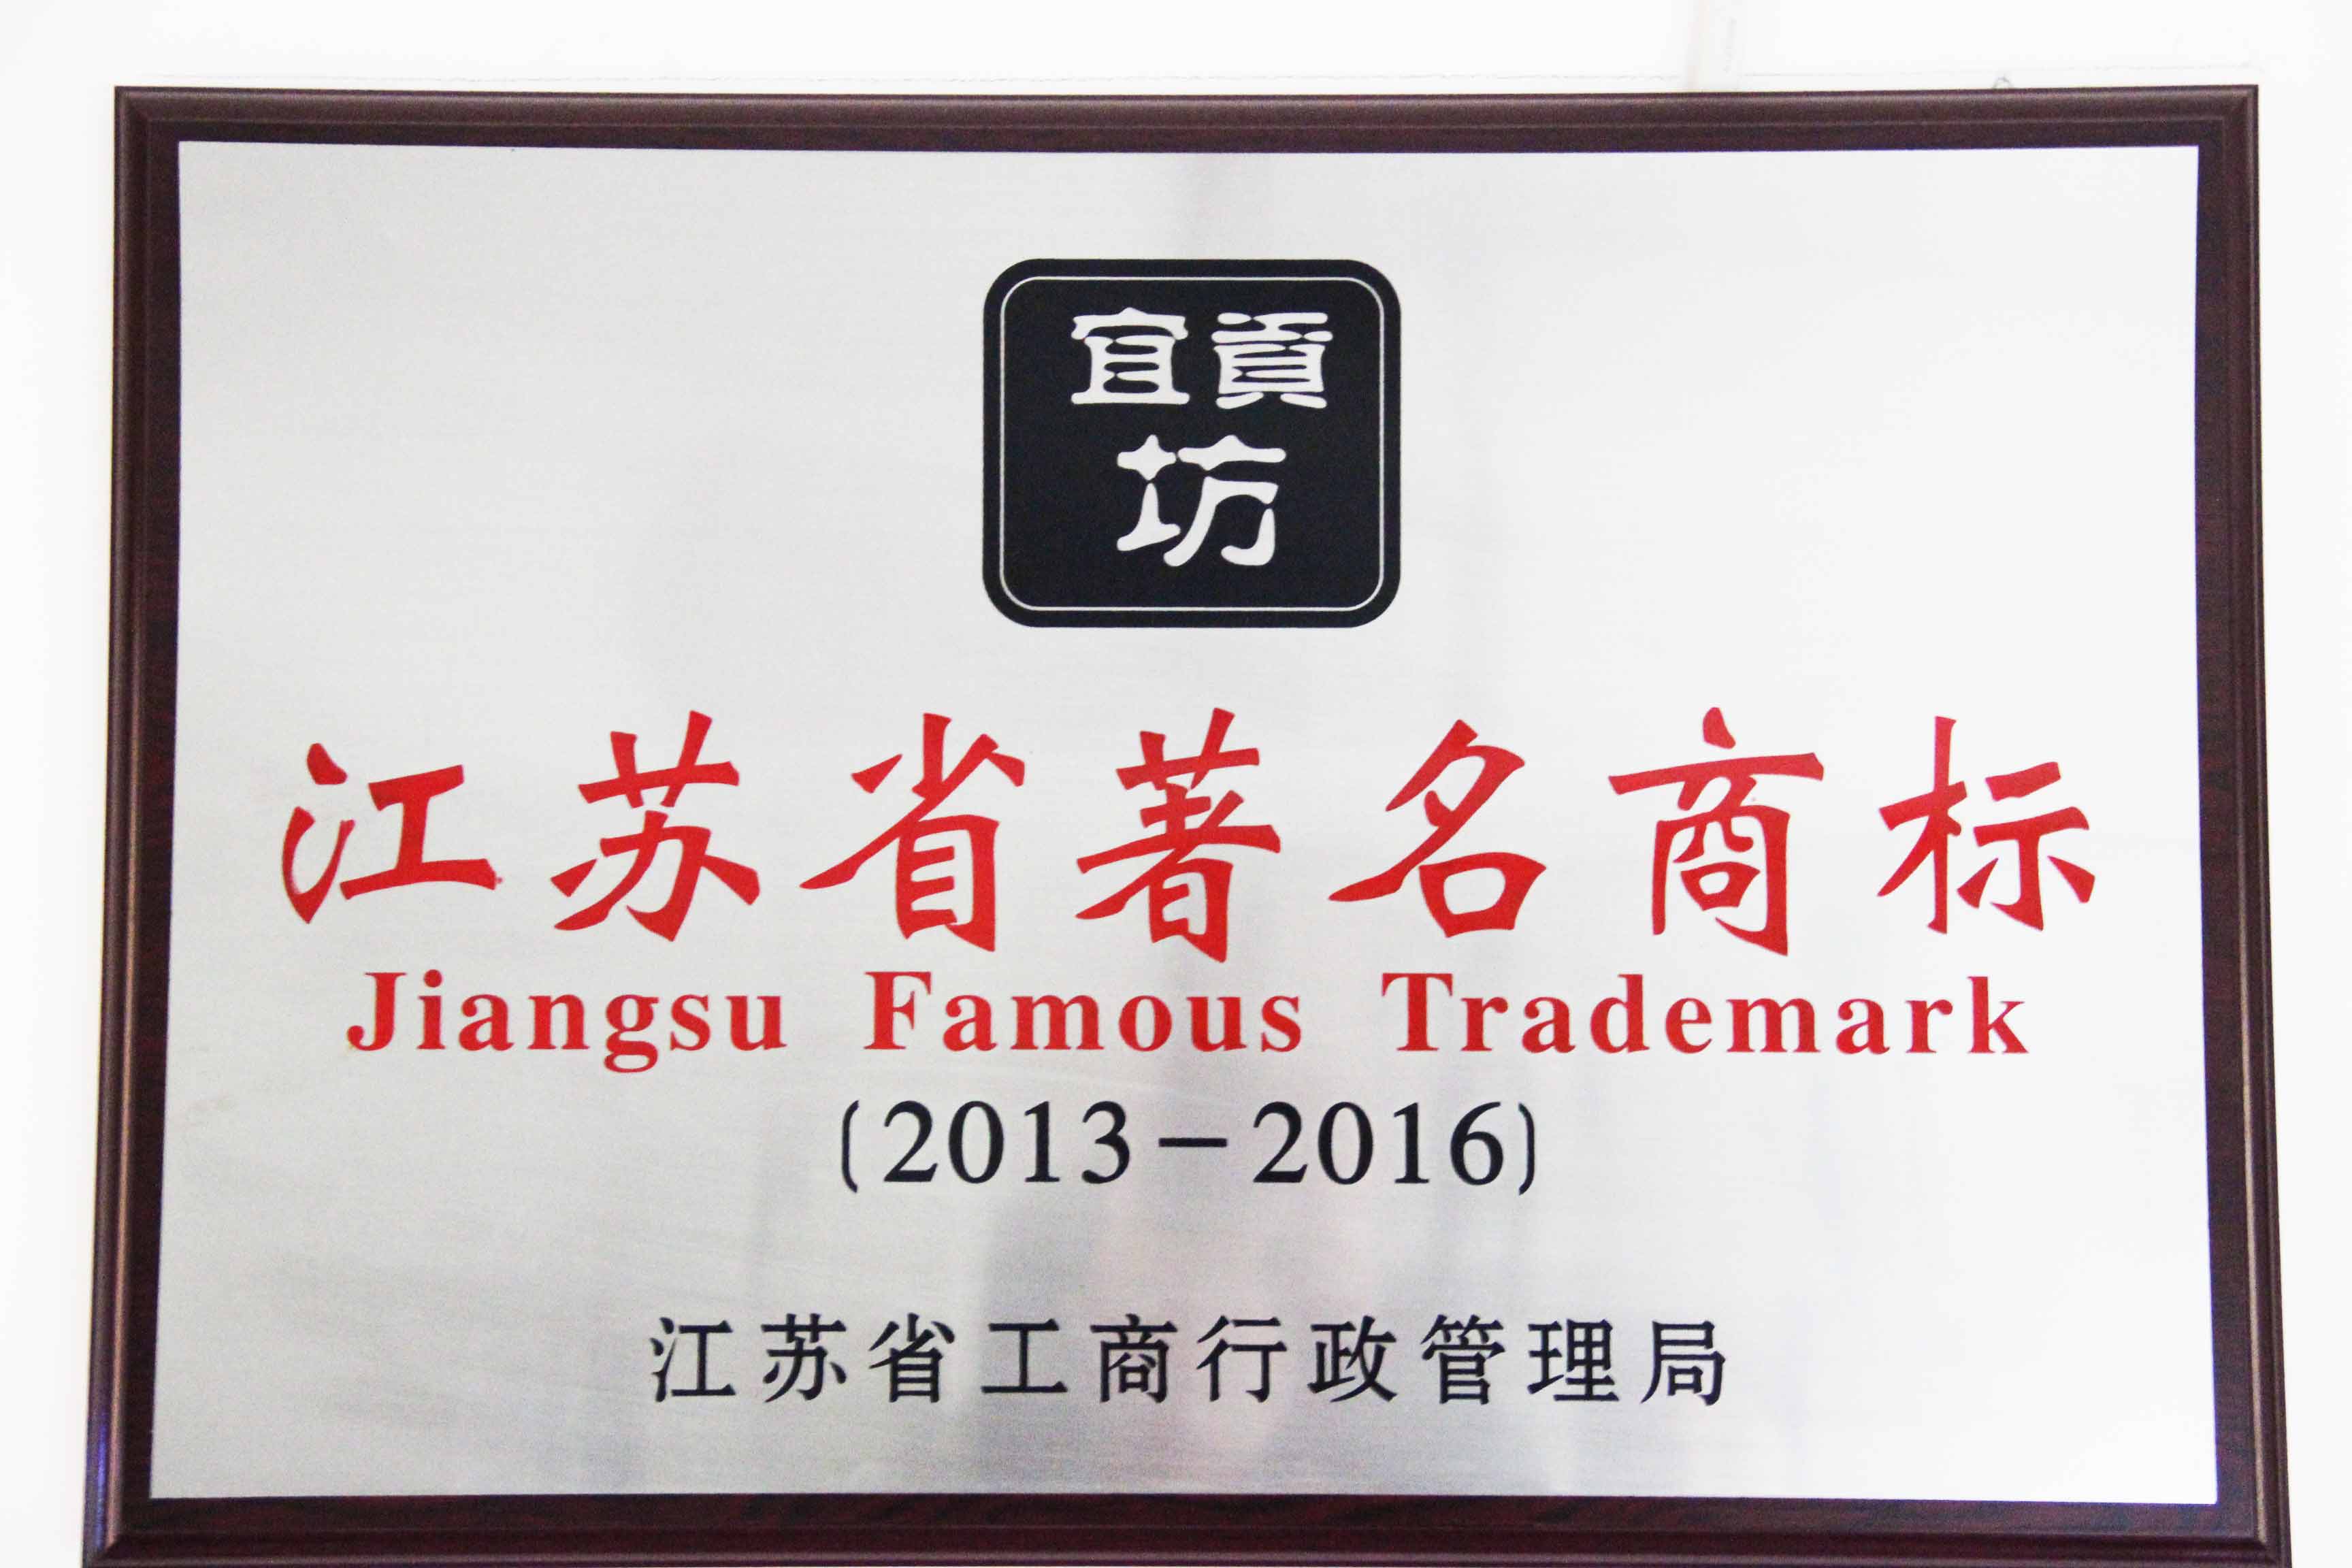 宜貢
坊
江苏省著名商标
Jiangsu Famous Trademark
(2013-2016)
江苏省工商行政管理局